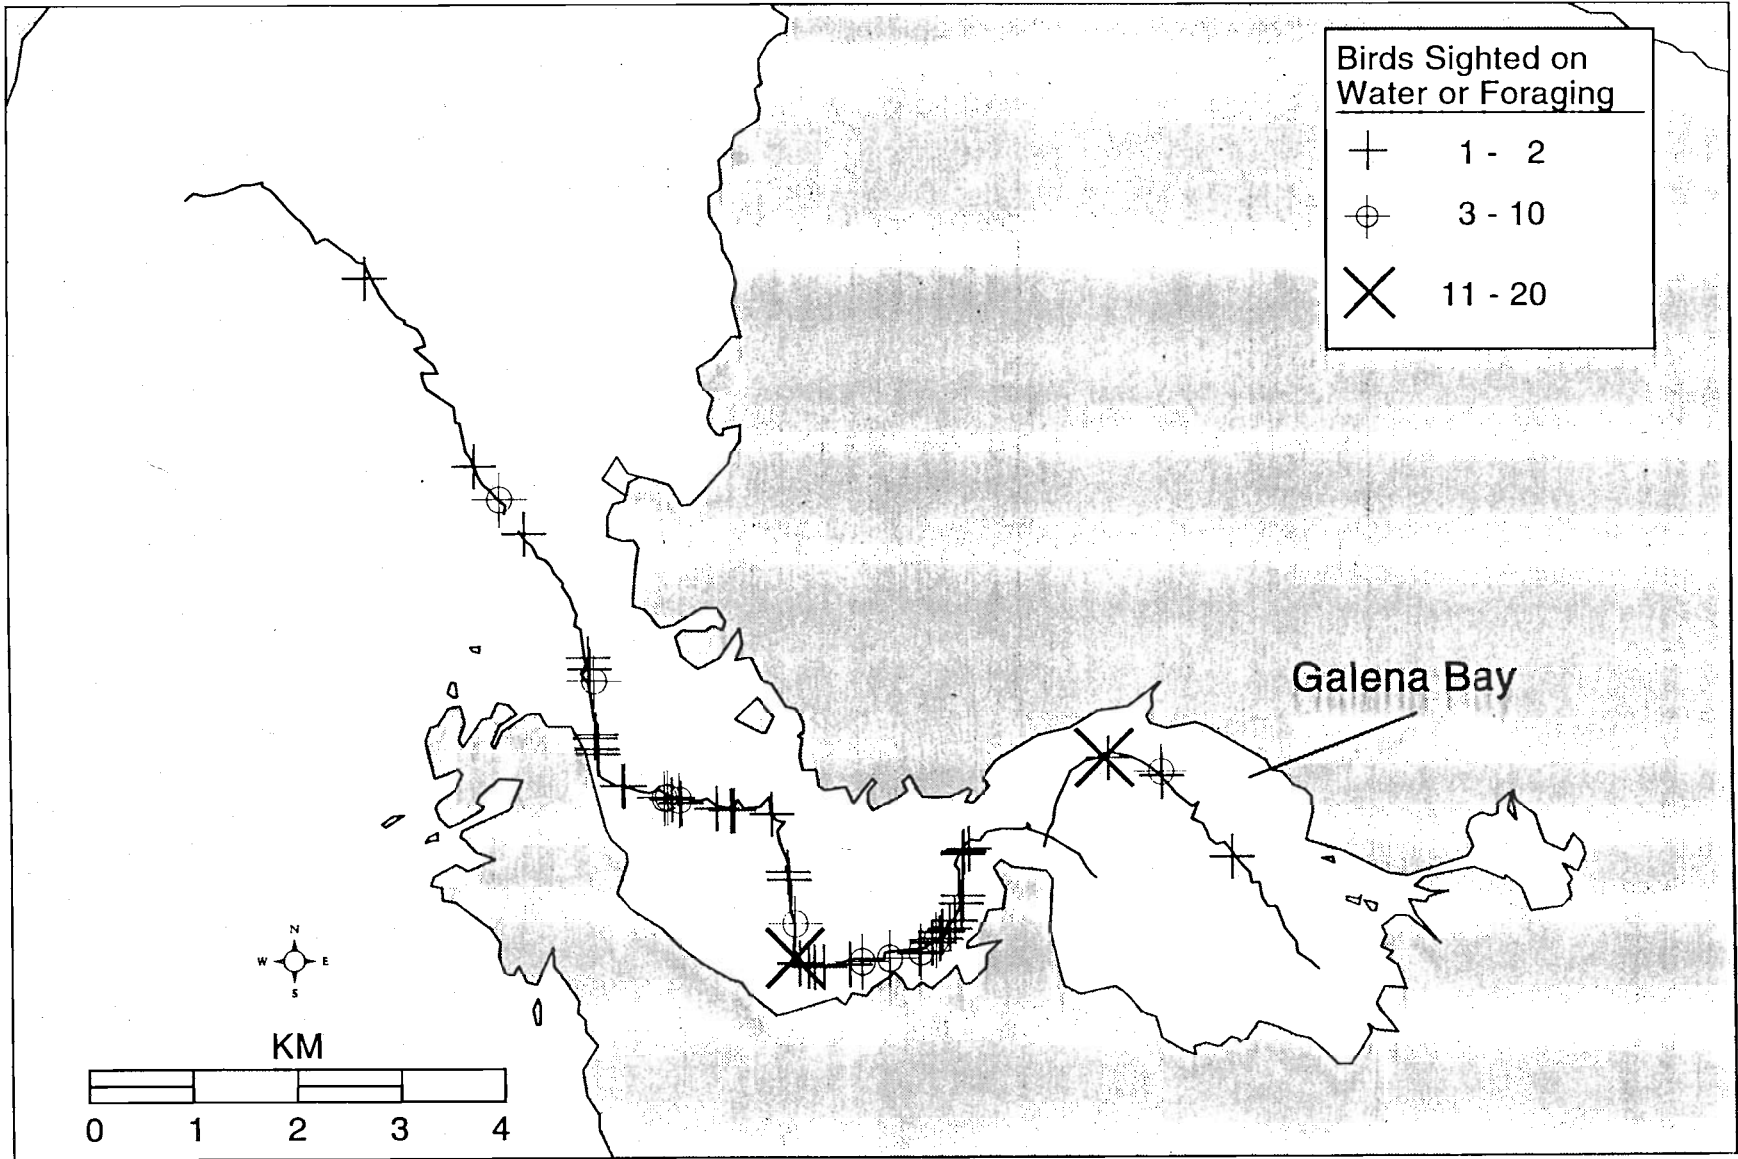 Birds Sighted on
Water or Foraging
1 - 2
3 - 10
11 - 20
Galena Bay
N
W E
S
KM
0 1 2 3 4